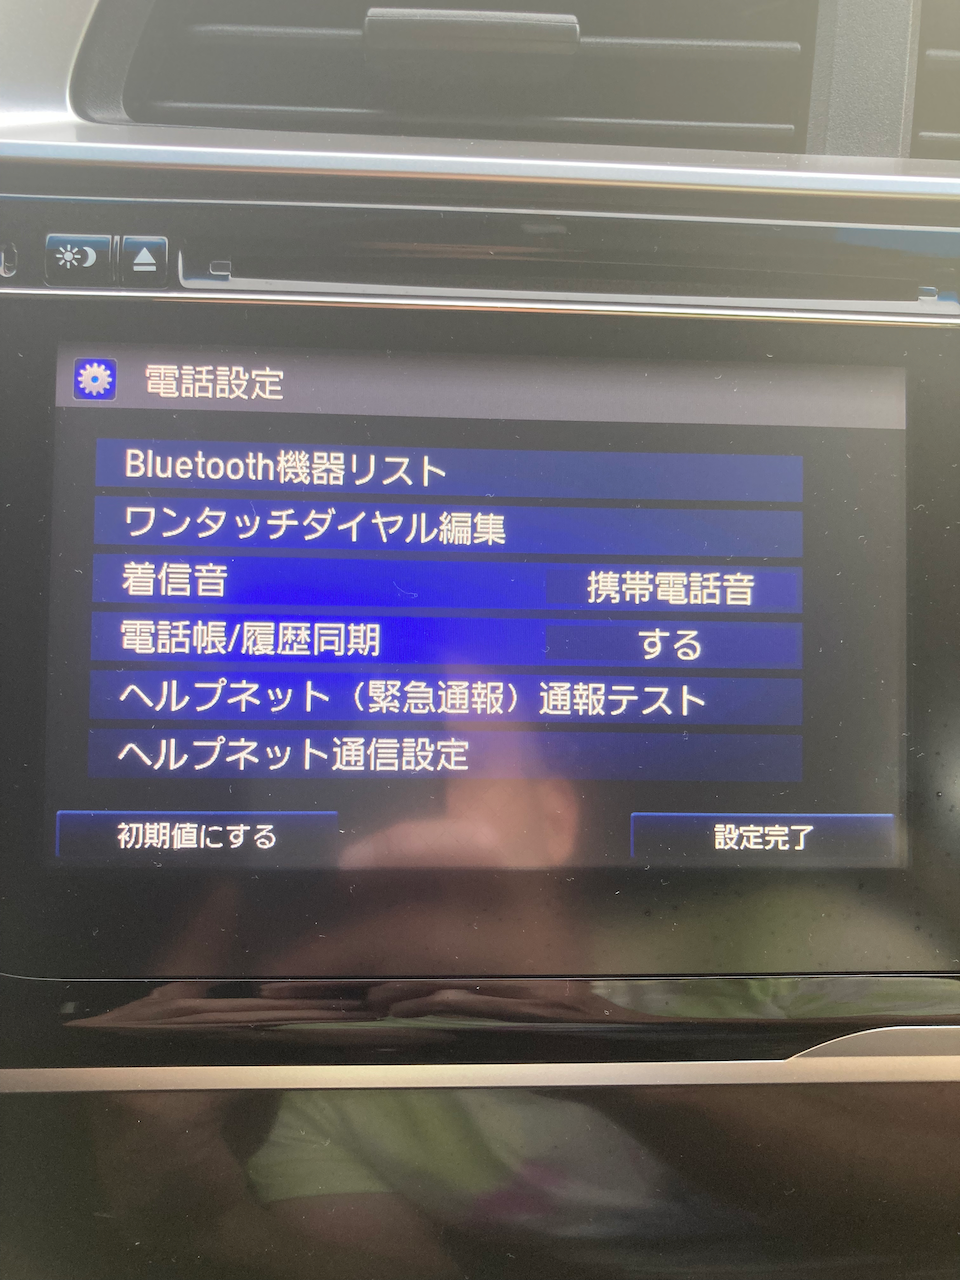 電話設定
Bluetooth機器リスト
ワンタッチダイヤル編集
着信音 携帯電話音
電話帳/履歴同期 する
ヘルプネット（緊急通報）通報テスト
ヘルプネット通信設定
初期値にする 設定完了